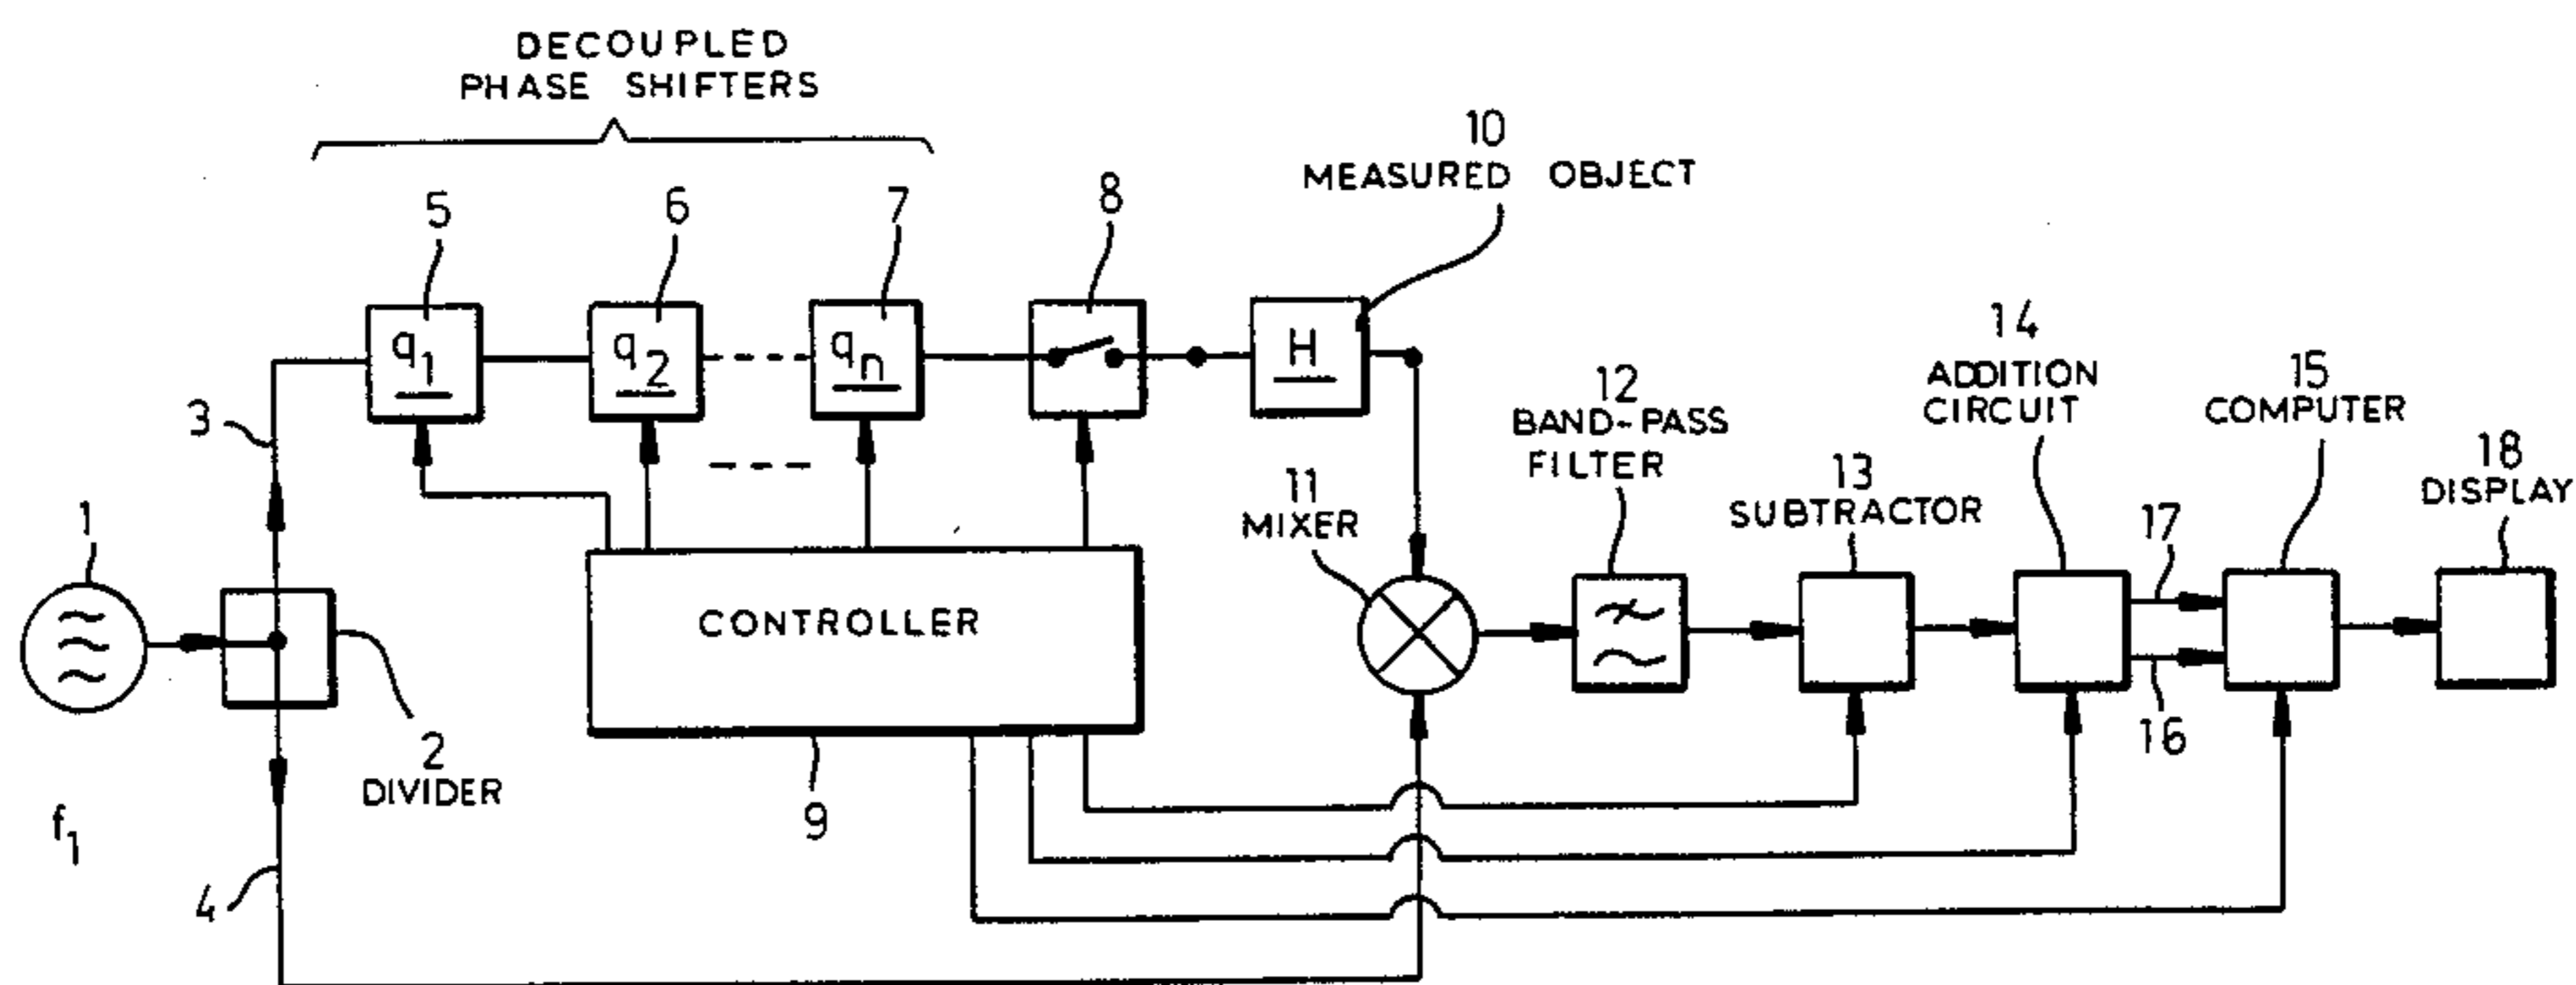 DECOUPLED
PHASE SHIFTERS
10
MEASURED OBJECT
5
6
7
8
q1
q2
qn
H
3
14
ADDITION
CIRCUIT
15
COMPUTER
12
BAND-PASS
FILTER
11
MIXER
13
SUBTRACTOR
18
DISPLAY
17
16
1
CONTROLLER
2
DIVIDER
9
f1
4